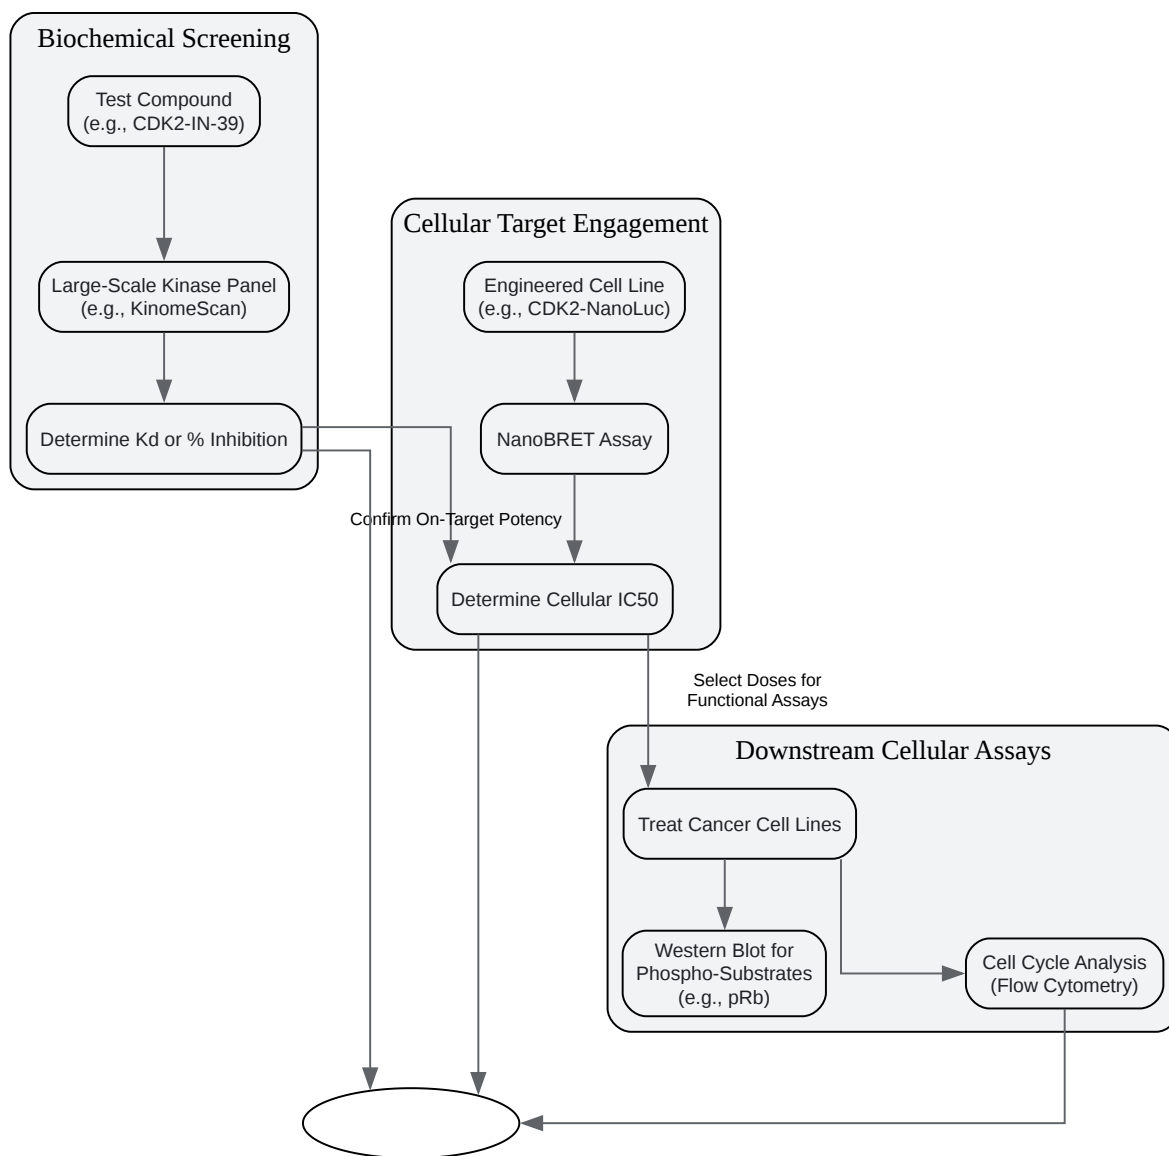 Biochemical Screening
Test Compound
(e.g., CDK2-IN-39)
Large-Scale Kinase Panel
(e.g., KinomeScan)
Determine Kd or % Inhibition
Cellular Target Engagement
Engineered Cell Line
(e.g., CDK2-NanoLuc)
NanoBRET Assay
Confirm On-Target Potency
Determine Cellular IC50
Select Doses for
Functional Assays
Downstream Cellular Assays
Treat Cancer Cell Lines
Western Blot for
Phospho-Substrates
(e.g., pRb)
Cell Cycle Analysis
(Flow Cytometry)